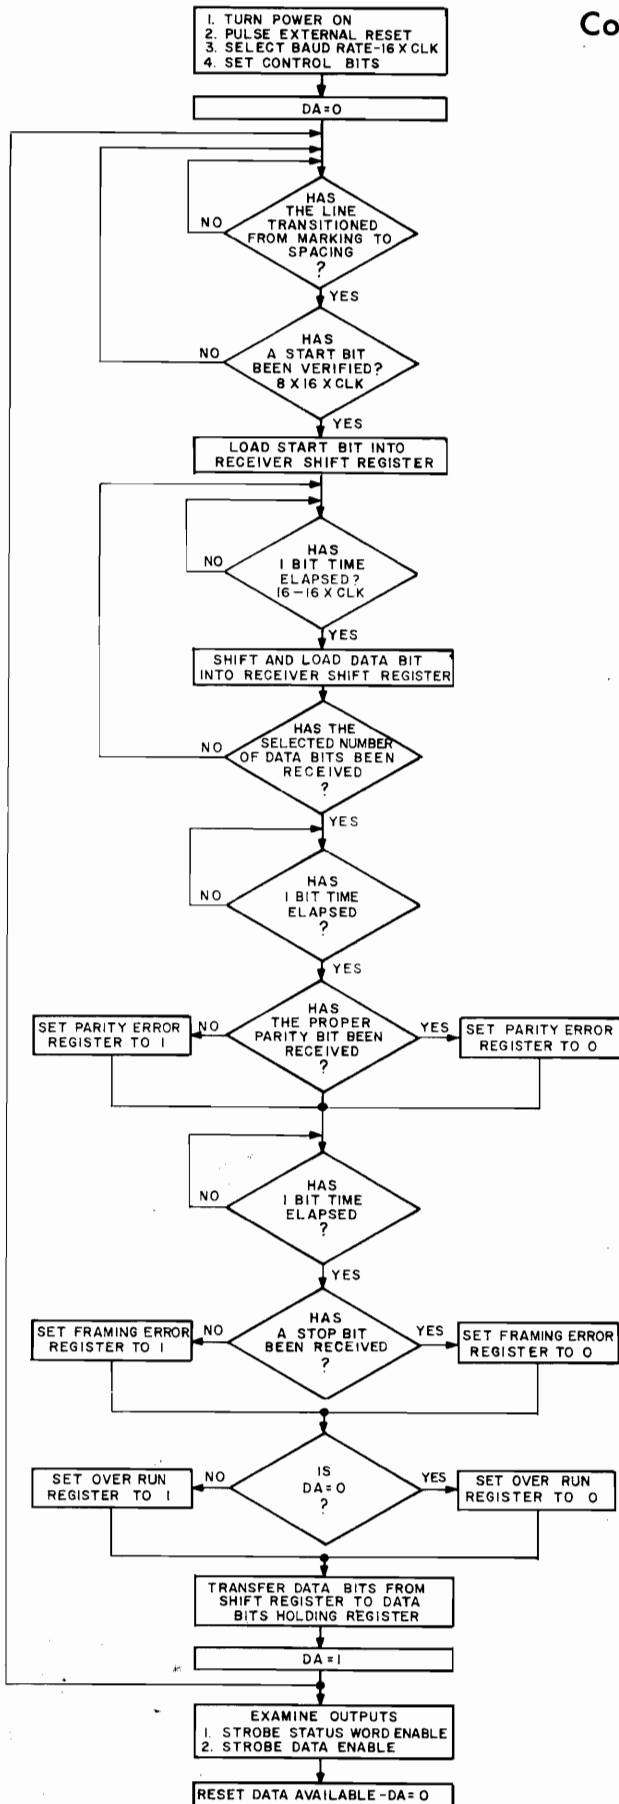 Co
1. TURN POWER ON
2. PULSE EXTERNAL RESET
3. SELECT BAUD RATE-16 X CLK
4. SET CONTROL BITS
DA=0
HAS
THE LINE
TRANSITIONED
FROM MARKING TO
SPACING
?
NO
YES
HAS
A START BIT
BEEN VERIFIED?
8 X 16 X CLK
NO
YES
LOAD START BIT INTO
RECEIVER SHIFT REGISTER
HAS
1 BIT TIME
ELAPSED?
16-16 X CLK
NO
YES
SHIFT AND LOAD DATA BIT
INTO RECEIVER SHIFT REGISTER
HAS THE
SELECTED NUMBER
OF DATA BITS BEEN
RECEIVED
?
NO
YES
HAS
1 BIT TIME
ELAPSED
?
NO
YES
HAS
THE PROPER
PARITY BIT BEEN
RECEIVED
?
NO
YES
SET PARITY ERROR
REGISTER TO 1
SET PARITY ERROR
REGISTER TO 0
HAS
1 BIT TIME
ELAPSED
?
NO
YES
HAS
A STOP BIT
BEEN RECEIVED
?
NO
YES
SET FRAMING ERROR
REGISTER TO 1
SET FRAMING ERROR
REGISTER TO 0
IS
DA=0
?
NO
YES
SET OVER RUN
REGISTER TO 1
SET OVER RUN
REGISTER TO 0
TRANSFER DATA BITS FROM
SHIFT REGISTER TO DATA
BITS HOLDING REGISTER
DA=1
EXAMINE OUTPUTS
1. STROBE STATUS WORD ENABLE
2. STROBE DATA ENABLE
RESET DATA AVAILABLE-DA=0